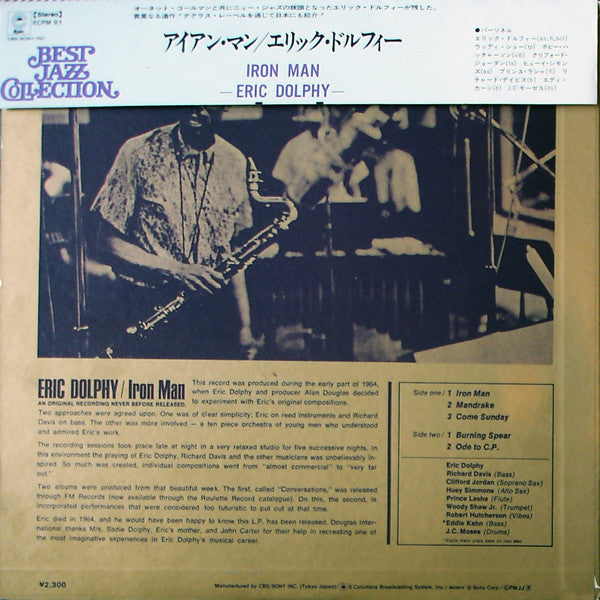 [Stereo]
ECPM 91
Epic
CBS/SONY INC.
BEST
JAZZ
COLLECTION
オーネット・コールマンと共にニュー・ジャズの旗頭となったエリック・ドルフィーが残した、
貴重なる遺作!ダグラス・レーベルを通じて日本にも紹介!
アイアン・マン/エリック・ドルフィー
IRON MAN
—ERIC DOLPHY—
●パーソネル
エリック・ドルフィー(as,fl,bcl)
ウッディ・ショー(tp) ボビー・ハ
ッチャーソン(vib) クリフォード・
ジョーダン(ss) ヒューイ・シモン
ズ(as) プリンス・ラシャ(fl) リ
チャード・デイビス(b) エディ・
カーン(b) J.C.モーゼス(ds)
ERIC DOLPHY/Iron Man
AN ORIGINAL RECORDING NEVER BEFORE RELEASED.
This record was produced during the early part of 1964,
when Eric Dolphy and producer Alan Douglas decided
to experiment with Eric's original compositions.
Two approaches were agreed upon. One was of clear simplicity; Eric on reed instruments and Richard
Davis on bass. The other was more involved — a ten piece orchestra of young men who understood
and admired Eric's work.
The recording sessions took place late at night in a very relaxed studio for five successive nights. In
this environment the playing of Eric Dolphy, Richard Davis and the other musicians was unbelievably in-
spired. So much was created, individual compositions went from "almost commercial" to "very far
out."
Two albums were produced from that beautiful week. The first, called "Conversations," was released
through FM Records (now available through the Roulette Record catalogue). On this, the second, is
incorporated performances that were considered too futuristic to put out at that time.
Eric died in 1964, and he would have been happy to know this L.P. has been released. Douglas Inter-
national thanks Mrs. Sadie Dolphy, Eric's mother, and John Carter for their help in recreating one of
the most imaginative experiences in Eric Dolphy's musical career.
Side one / 1 Iron Man
2 Mandrake
3 Come Sunday
Side two / 1 Burning Spear
2 Ode to C.P.
Eric Dolphy
Richard Davis (Bass)
Clifford Jordan (Soprano Sax)
Huey Simmons (Alto Sax)
Prince Lasha (Flute)
Woody Shaw Jr. (Trumpet)
Robert Hutcherson (Vibes)
*Eddie Kahn (Bass)
J.C. Moses (Drums)
*Eddie Kahn plays bass on Iron Man
¥2,300
Manufactured by CBS/SONY INC. (Tokyo Japan)